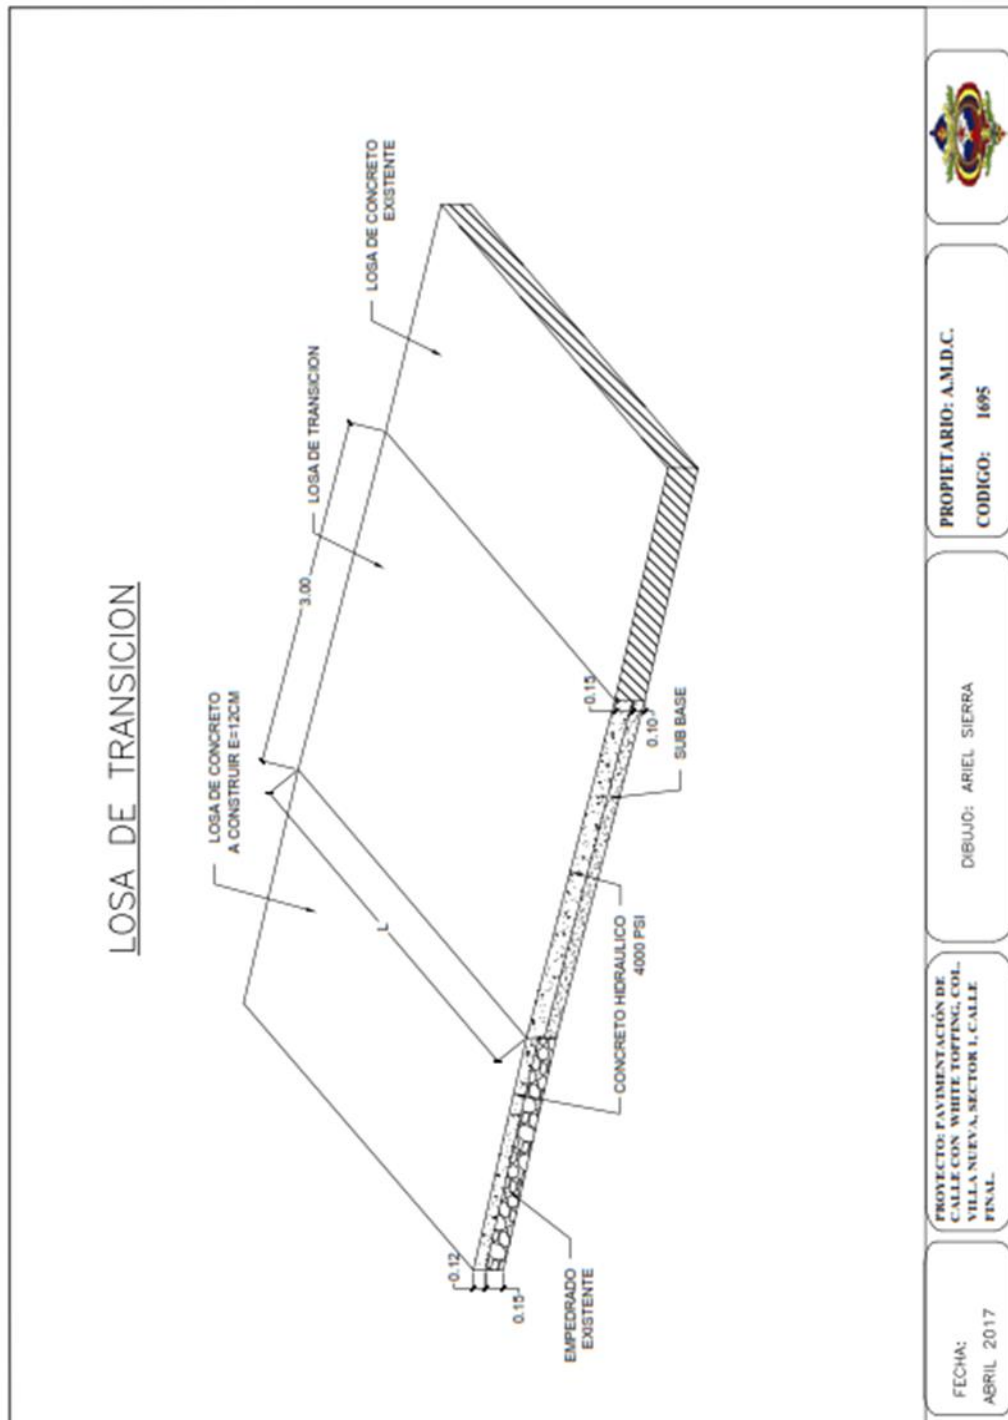 LOSA DE TRANSICION
LOSA DE CONCRETO
A CONSTRUIR E=12CM
3.00
LOSA DE TRANSICION
LOSA DE CONCRETO
EXISTENTE
L
0.12
0.15
EMPEDRADO
EXISTENTE
CONCRETO HIDRAULICO
4000 PSI
0.15
0.10
SUB BASE
FECHA:
ABRIL 2017
PROYECTO: PAVIMENTACIÓN DE
CALLE CON WHITE TOPPING, COL.
VILLA NUEVA, SECTOR 1, CALLE
FINAL.
DIBUJO: ARIEL SIERRA
PROPIETARIO: A.M.D.C.
CODIGO: 1695